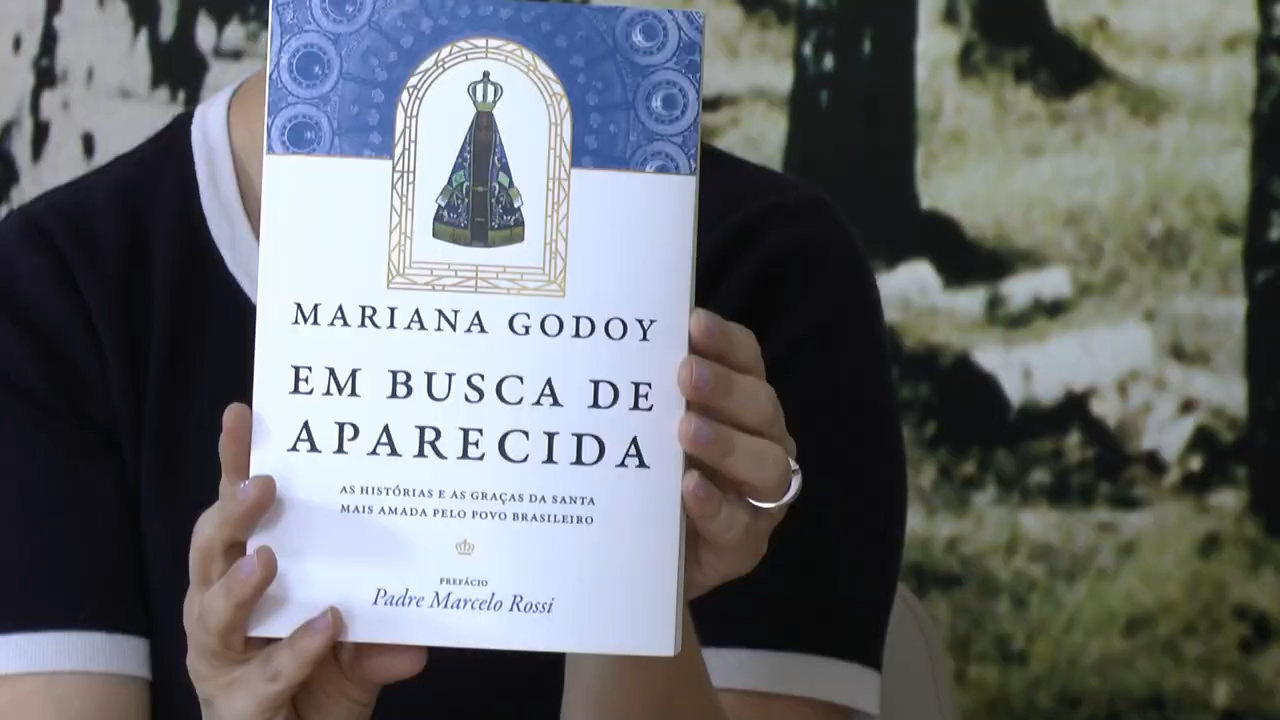 MARIANA GODOY
EM BUSCA DE
APARECIDA
AS HISTÓRIAS E AS GRAÇAS DA SANTA
MAIS AMADA PELO POVO BRASILEIRO
PREFÁCIO
Padre Marcelo Rossi